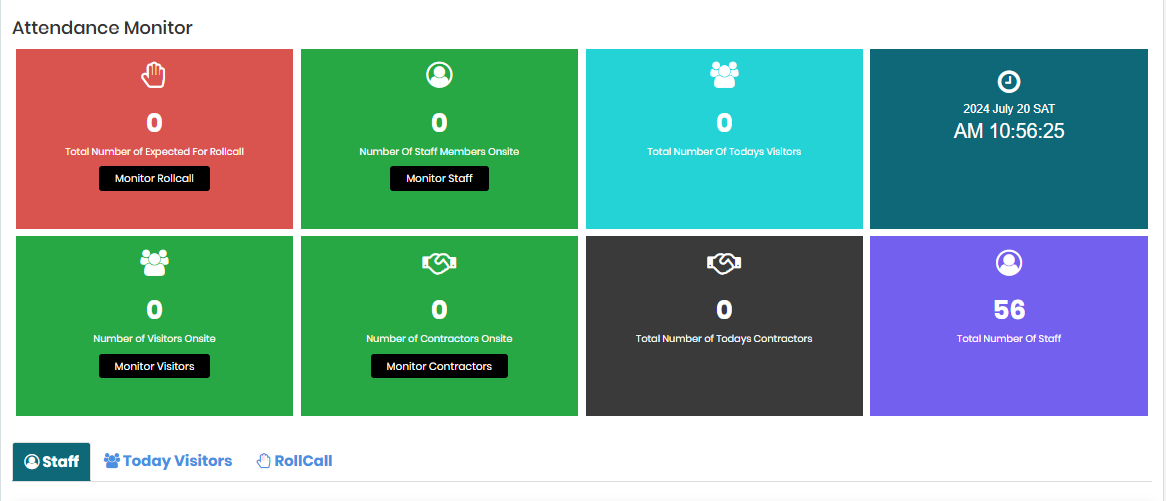 Attendance Monitor
0
Total Number of Expected For Rollcall
Monitor Rollcall
0
Number Of Staff Members Onsite
Monitor Staff
0
Total Number Of Todays Visitors
2024 July 20 SAT
AM 10:56:25
0
Number of Visitors Onsite
Monitor Visitors
0
Number of Contractors Onsite
Monitor Contractors
0
Total Number of Todays Contractors
56
Total Number Of Staff
Staff
Today Visitors
RollCall